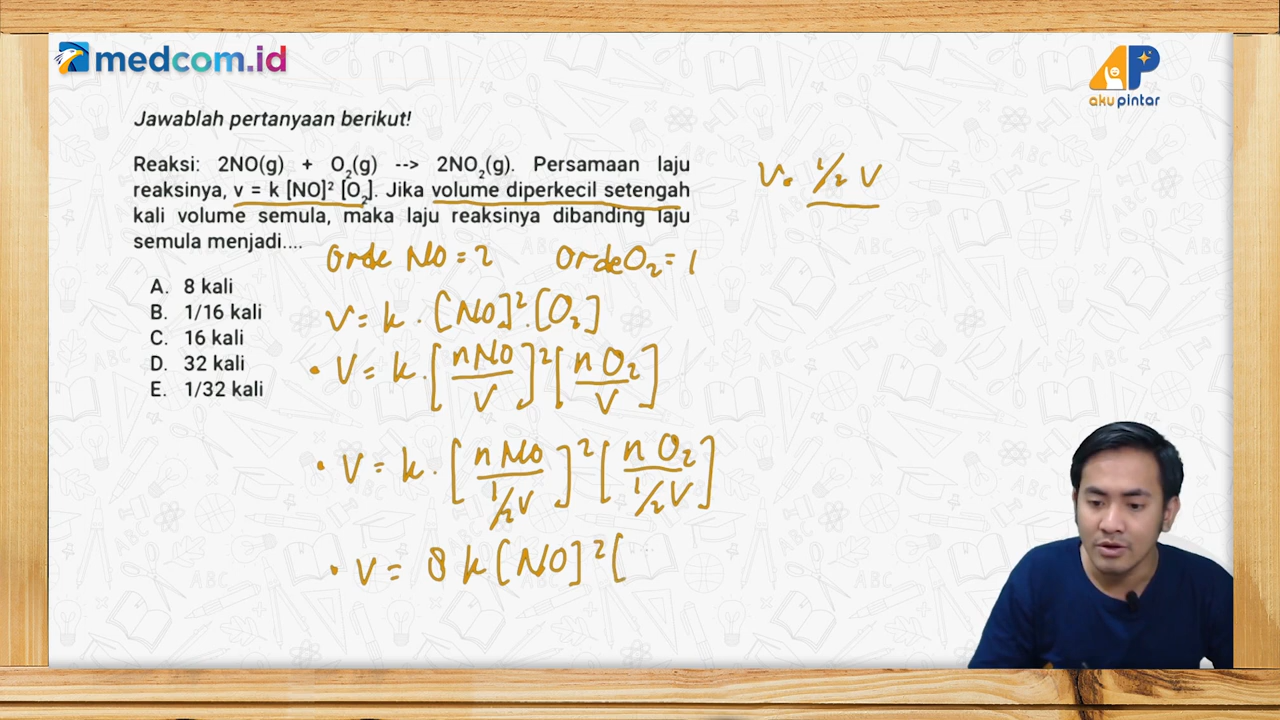 medcom.id
AP
aku pintar
Jawablah pertanyaan berikut!
Reaksi: 2NO(g) + O₂(g) --> 2NO₂(g). Persamaan laju
reaksinya, v = k [NO]² [O₂]. Jika volume diperkecil setengah
kali volume semula, maka laju reaksinya dibanding laju
semula menjadi....
V. 1/2 V
Orde NO = 2 Orde O₂ = 1
A. 8 kali
B. 1/16 kali
C. 16 kali
D. 32 kali
E. 1/32 kali
V = k . [NO]² . [O₂]
• V = k . [nNO/V]² [nO₂/V]
• V = k . [nNO/1/2V]² [nO₂/1/2V]
• V = 8 k [NO]² [